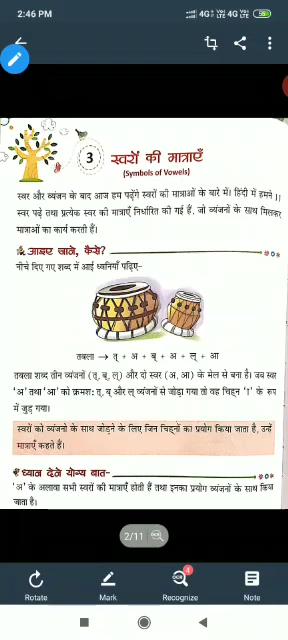 2:46 PM
4G
4G
3
स्वरों की मात्राएँ
(Symbols of Vowels)
स्वर और व्यंजन के बाद आज हम पढ़ेंगे स्वरों की मात्राओं के बारे में। हिंदी में हमने 11
स्वर पढ़े तथा प्रत्येक स्वर की मात्राएँ निर्धारित की गई हैं, जो व्यंजनों के साथ मिलकर
मात्राओं का कार्य करती हैं।
आइए जानें, कैसे?
नीचे दिए गए शब्द में आई ध्वनियाँ पढ़िए-
तबला → त् + अ + ब् + अ + ल् + आ
तबला शब्द तीन व्यंजनों (त्, ब्, ल्) और दो स्वर (अ, आ) के मेल से बना है। जब स्वर
'अ' तथा 'आ' को क्रमशः त्, ब् और ल् व्यंजनों से जोड़ा गया तो वह चिह्न 'ा' के रूप
में जुड़ गया।
स्वरों को व्यंजनों के साथ जोड़ने के लिए जिन चिह्नों का प्रयोग किया जाता है, उन्हें
मात्राएँ कहते हैं।
ध्यान देने योग्य बात-
'अ' के अलावा सभी स्वरों की मात्राएँ होती हैं तथा इनका प्रयोग व्यंजनों के साथ किया
जाता है।
2/11
4
Rotate Mark Recognize Note